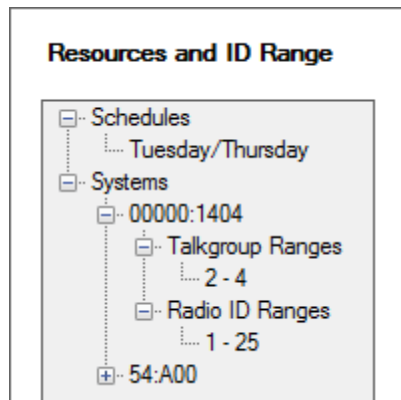 Resources and ID Range
Schedules
Tuesday/Thursday
Systems
00000:1404
Talkgroup Ranges
2 - 4
Radio ID Ranges
1 - 25
54:A00